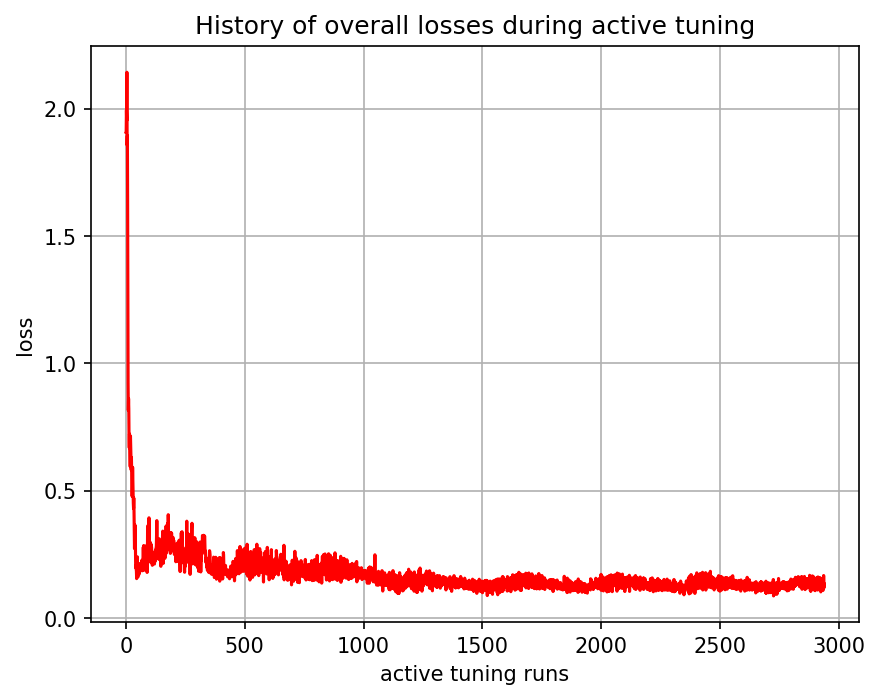 History of overall losses during active tuning
2.0
1.5
1.0
0.5
0.0
loss
0 500 1000 1500 2000 2500 3000
active tuning runs